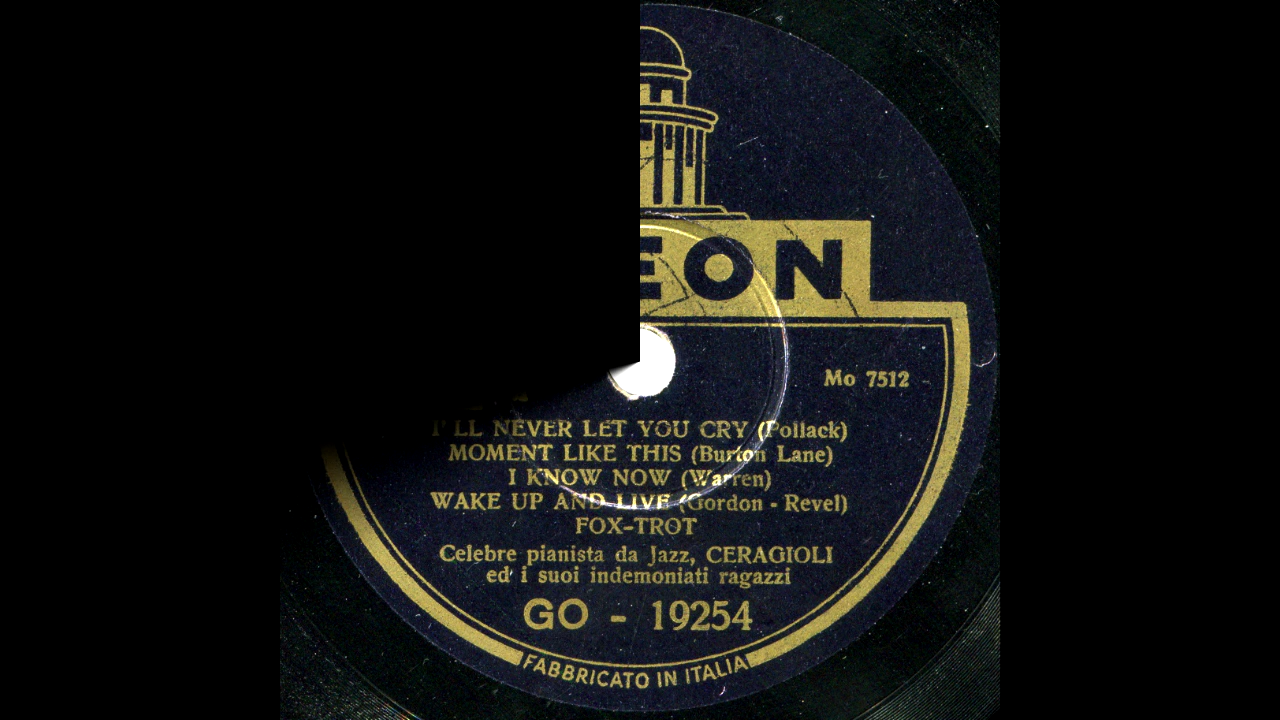 EON
Mo 7512
I'LL NEVER LET YOU CRY (Pollack)
MOMENT LIKE THIS (Burton Lane)
I KNOW NOW (Warren)
WAKE UP AND LIVE (Gordon - Revel)
FOX-TROT
Celebre pianista da Jazz, CERAGIOLI
ed i suoi indemoniati ragazzi
GO - 19254
FABBRICATO IN ITALIA